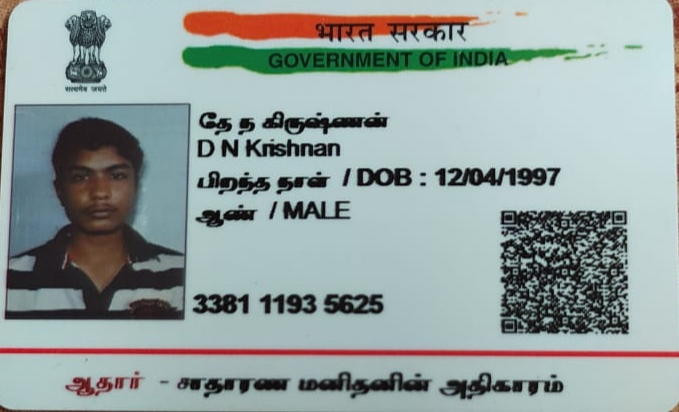 भारत सरकार
GOVERNMENT OF INDIA
सत्यमेव जयते
தே ந கிருஷ்ணன்
D N Krishnan
பிறந்த நாள் / DOB : 12/04/1997
ஆண் / MALE
3381 1193 5625
ஆதார் - சாதாரண மனிதனின் அதிகாரம்